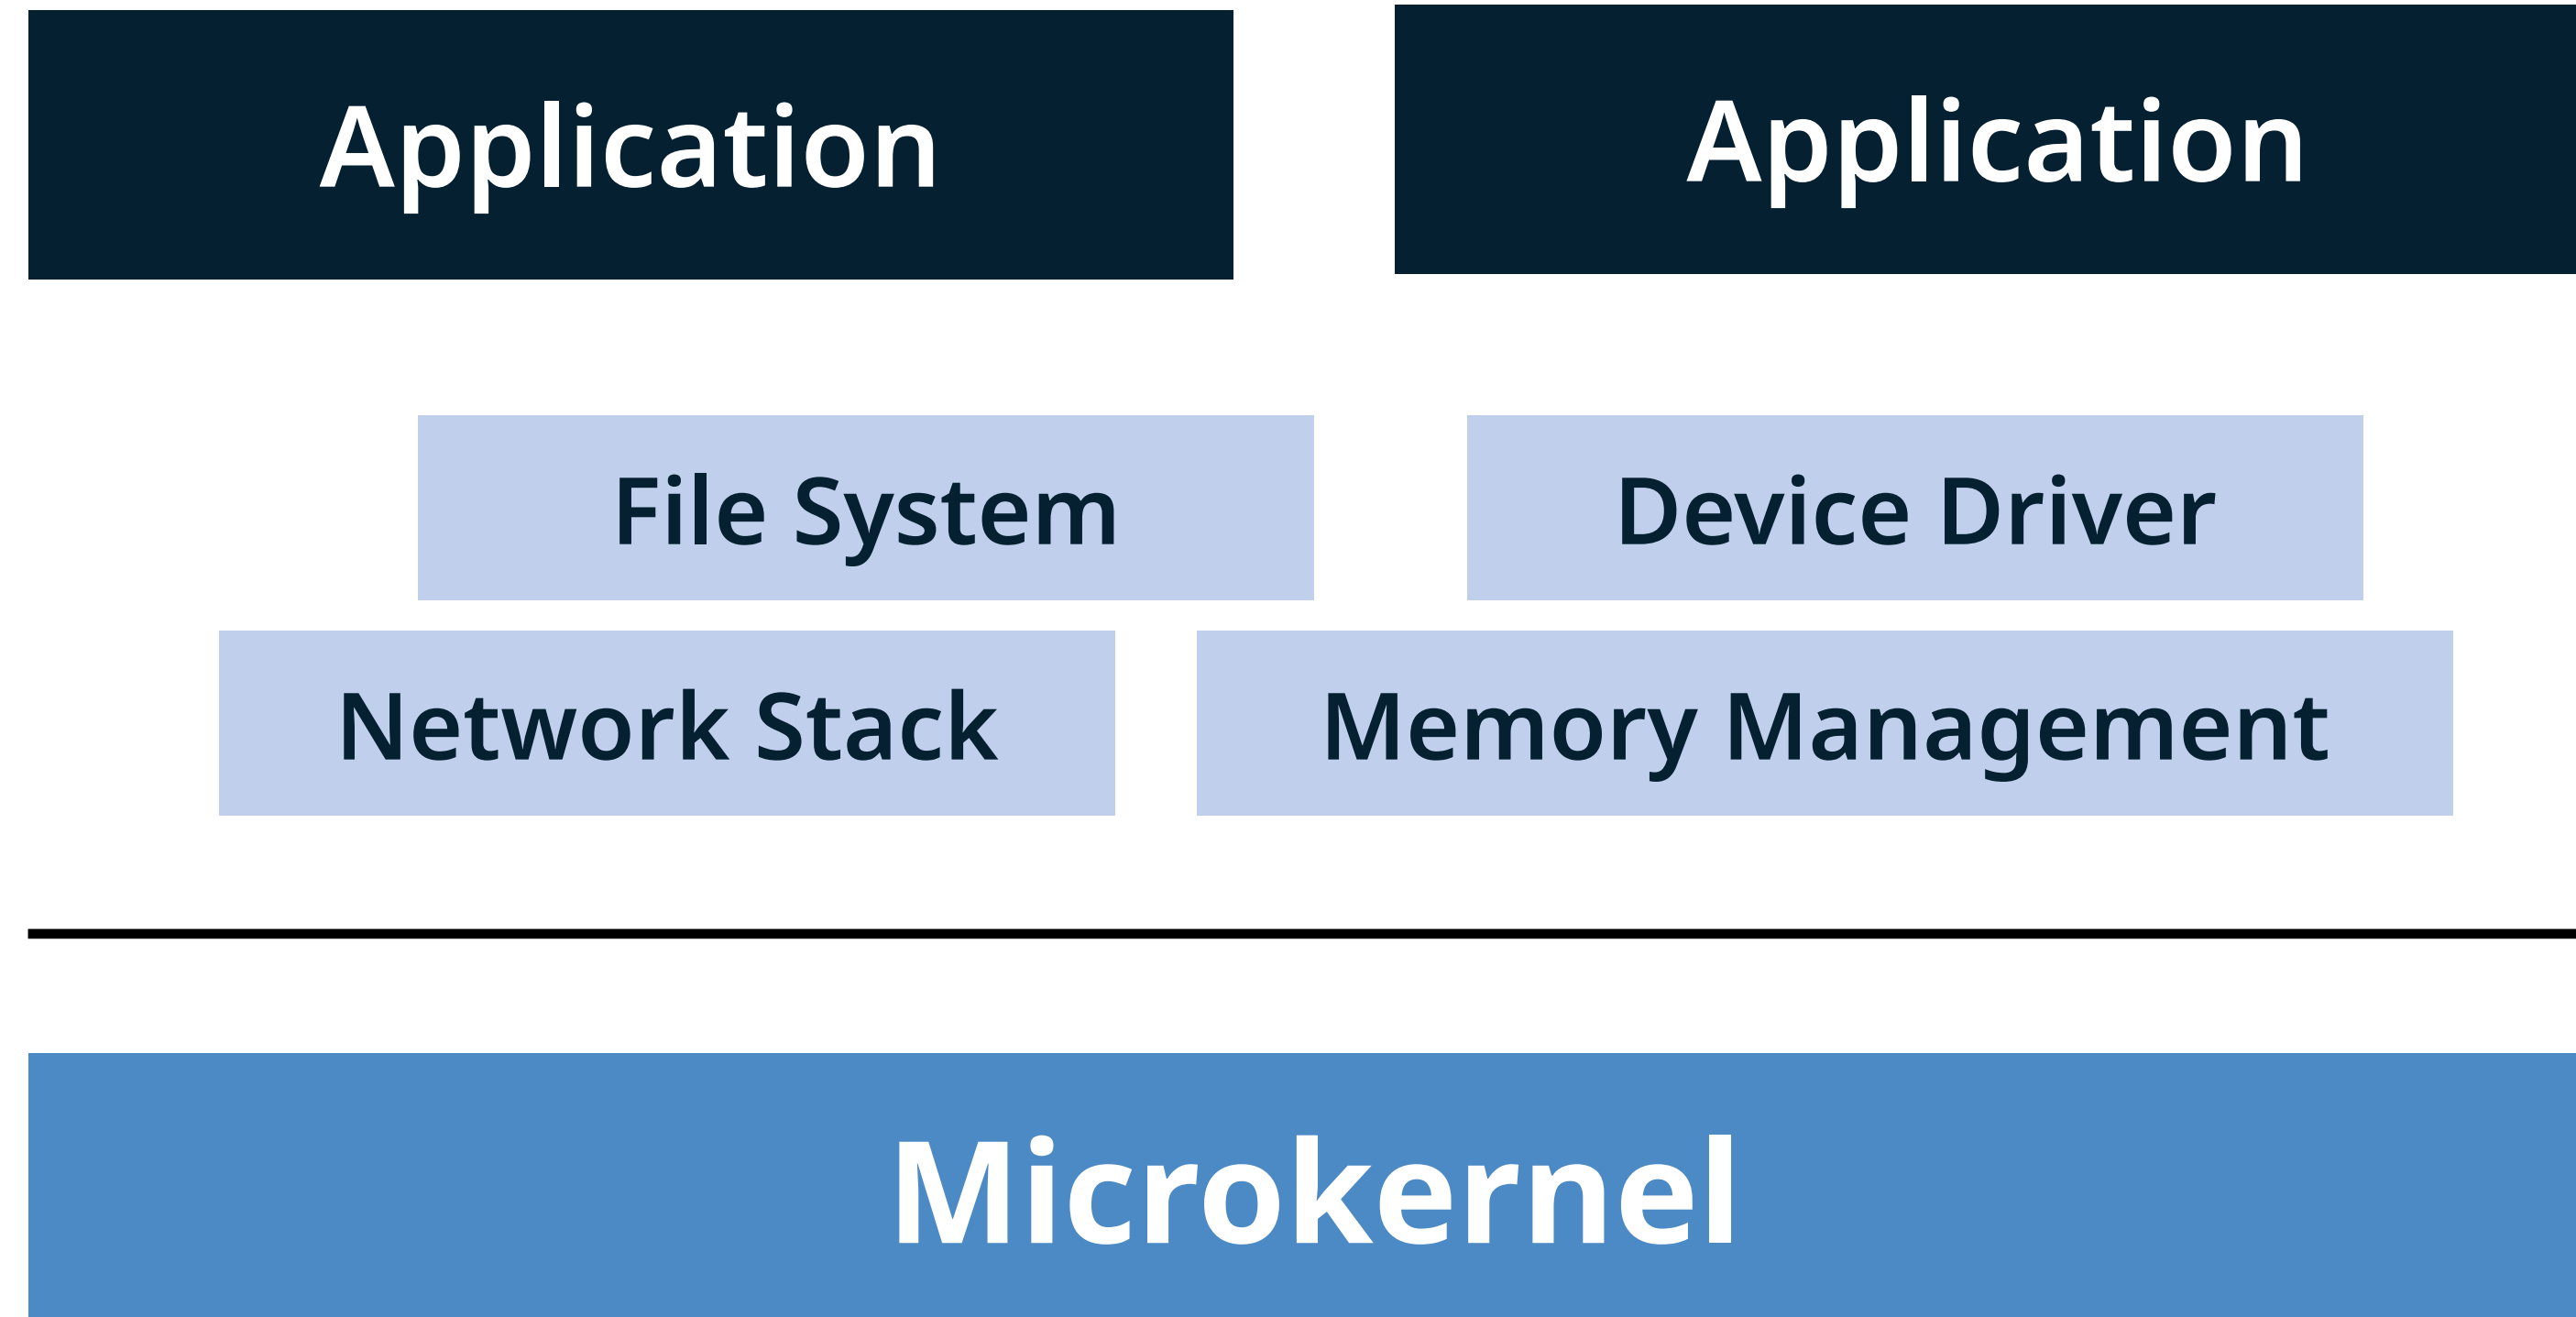 Application
Application
File System
Device Driver
Network Stack
Memory Management
Microkernel